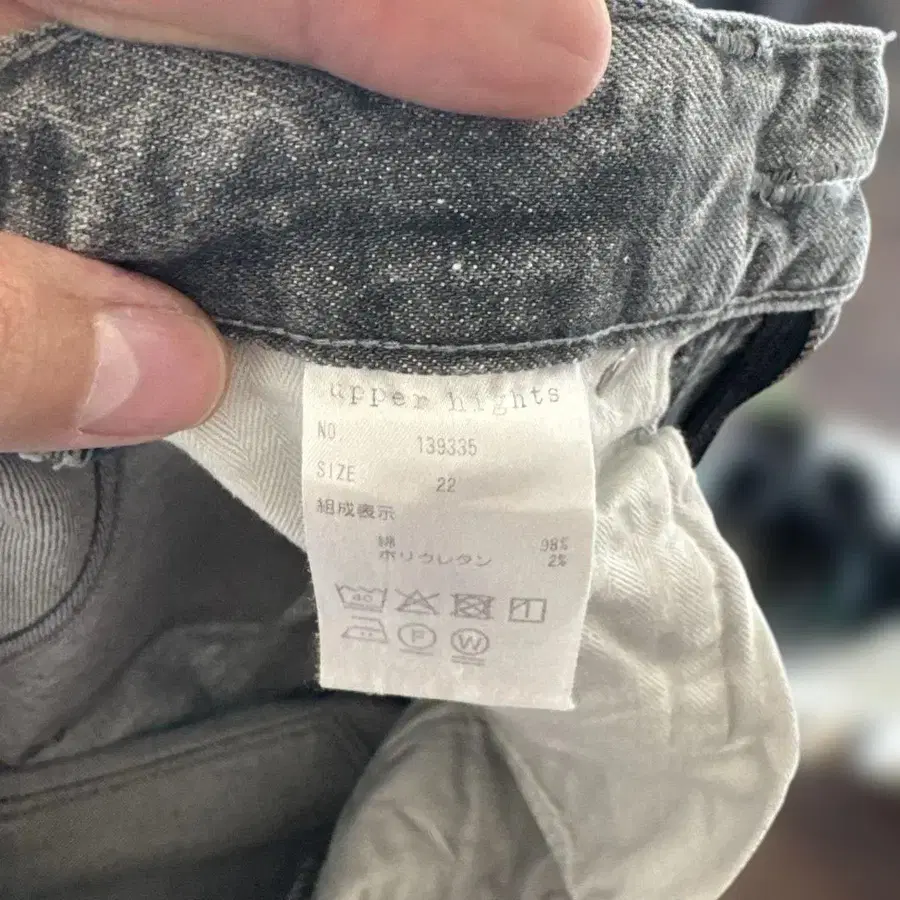 upper hights
NO 139335
SIZE 22
組成表示
綿 98%
ポリウレタン 2%
40
F W